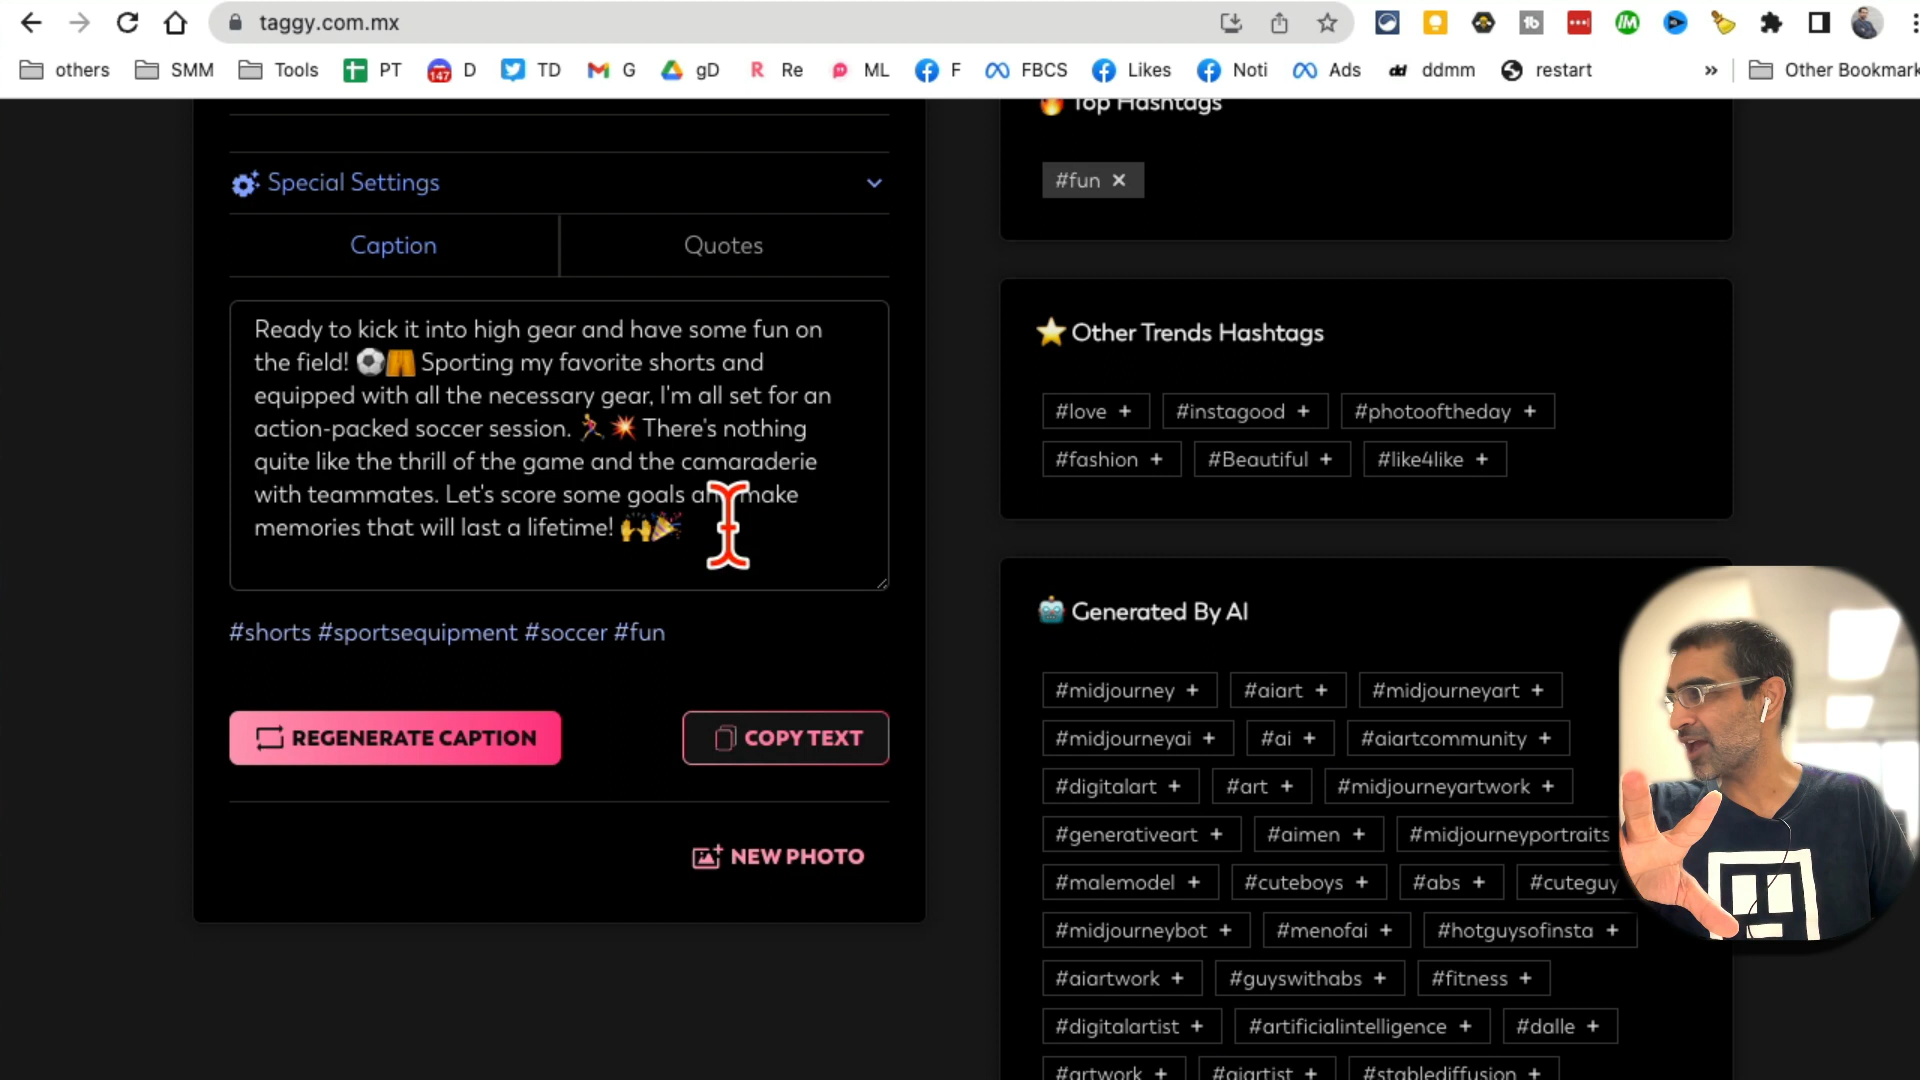 taggy.com.mx
others SMM Tools PT 147 D TD G gD R Re ML F FBCS Likes Noti Ads dd ddmm restart » Other Bookmark
Top Hashtags
#fun ✕
Special Settings
Caption Quotes
Ready to kick it into high gear and have some fun on
the field! ⚽🩳 Sporting my favorite shorts and
equipped with all the necessary gear, I'm all set for an
action-packed soccer session. 🏃‍♀️💥 There's nothing
quite like the thrill of the game and the camaraderie
with teammates. Let's score some goals and make
memories that will last a lifetime! 🙌🎉
#shorts #sportsequipment #soccer #fun
REGENERATE CAPTION COPY TEXT
NEW PHOTO
⭐ Other Trends Hashtags
#love + #instagood + #photooftheday +
#fashion + #Beautiful + #like4like +
🤖 Generated By AI
#midjourney + #aiart + #midjourneyart +
#midjourneyai + #ai + #aiartcommunity +
#digitalart + #art + #midjourneyartwork +
#generativeart + #aimen + #midjourneyportraits
#malemodel + #cuteboys + #abs + #cuteguy
#midjourneybot + #menofai + #hotguysofinsta +
#aiartwork + #guyswithabs + #fitness +
#digitalartist + #artificialintelligence + #dalle +
#artwork + #aiartist + #stablediffusion +